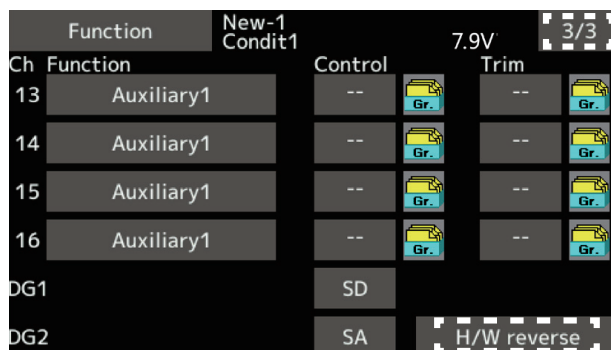 Function New-1 3/3
Condit1 7.9V
Ch Function Control Trim
13 Auxiliary1 -- Gr. -- Gr.
14 Auxiliary1 -- Gr. -- Gr.
15 Auxiliary1 -- Gr. -- Gr.
16 Auxiliary1 -- Gr. -- Gr.
DG1 SD
DG2 SA H/W reverse